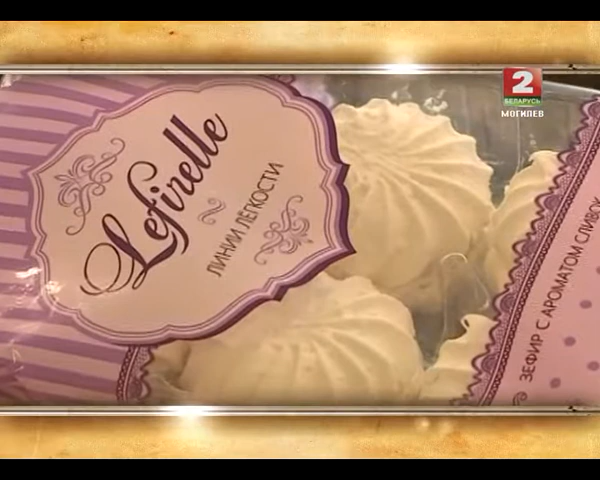 2
БЕЛАРУСЬ
МОГИЛЕВ
Lefirelle
ЛИНИИ ЛЕГКОСТИ
ЗЕФИР С АРОМАТОМ СЛИВОК